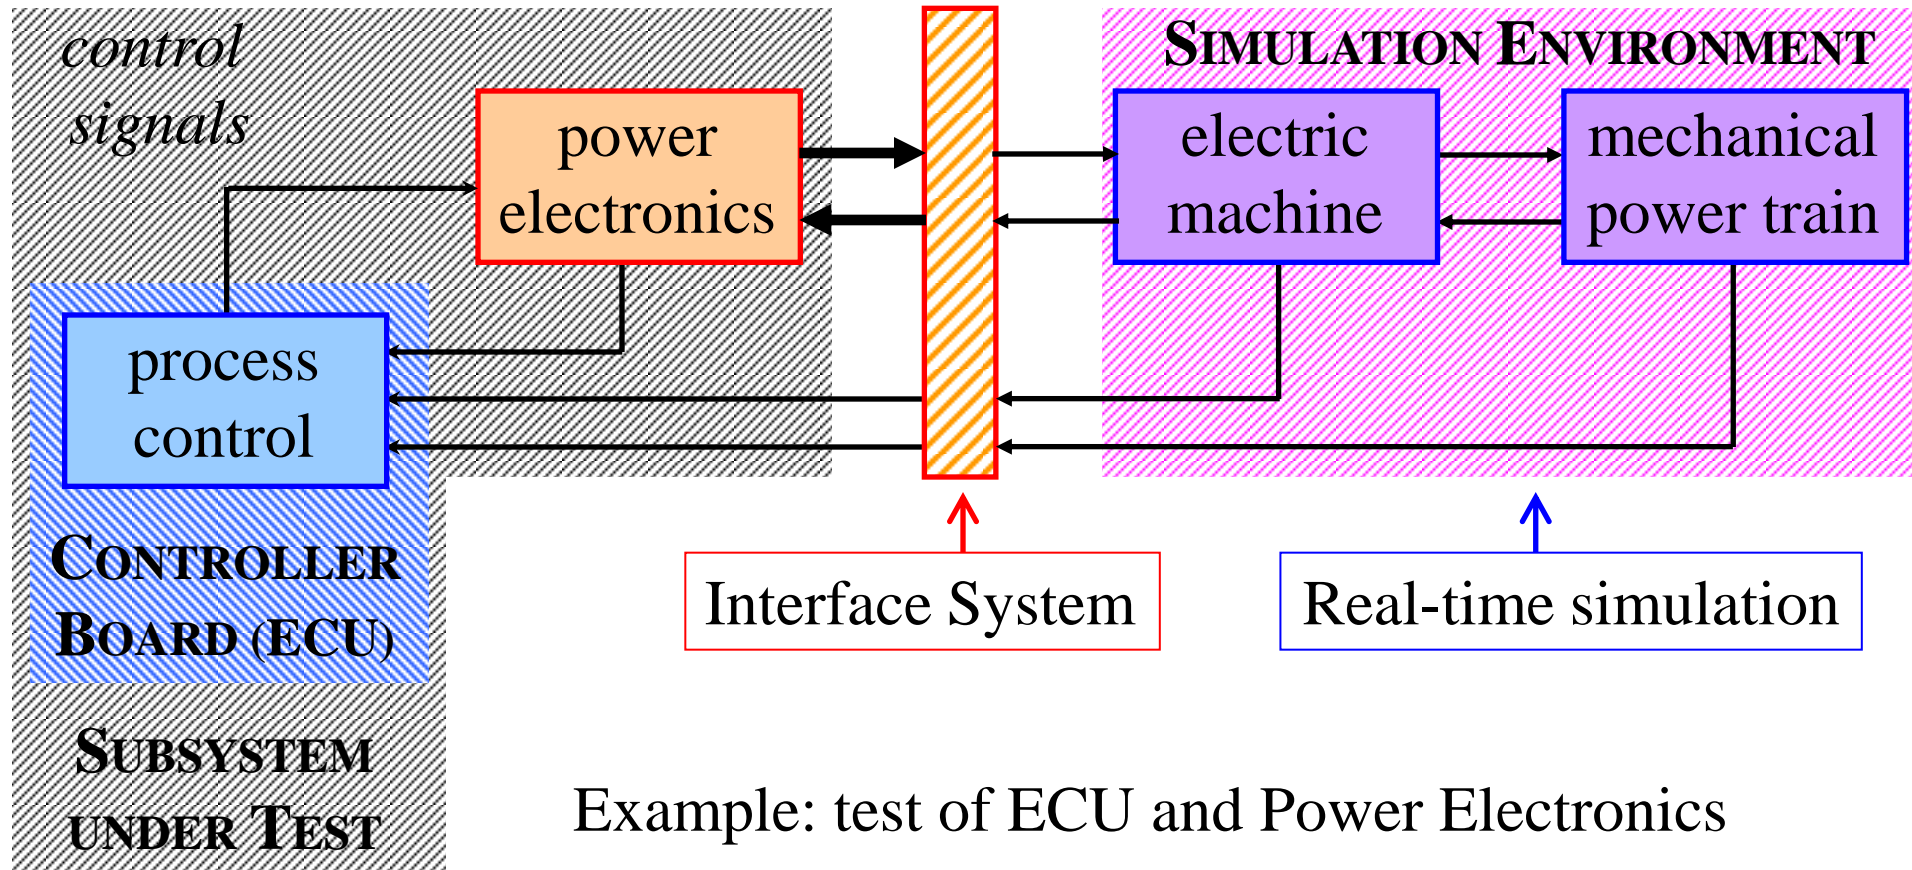 control
signals
SIMULATION ENVIRONMENT
power
electronics
electric
machine
mechanical
power train
process
control
CONTROLLER
BOARD (ECU)
Interface System
Real-time simulation
SUBSYSTEM
UNDER TEST
Example: test of ECU and Power Electronics